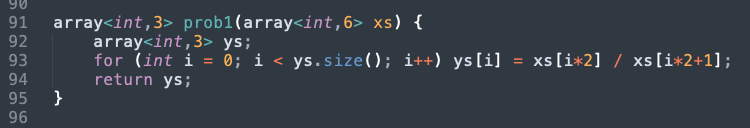 90
91 array<int,3> prob1(array<int,6> xs) {
92 array<int,3> ys;
93 for (int i = 0; i < ys.size(); i++) ys[i] = xs[i*2] / xs[i*2+1];
94 return ys;
95 }
96